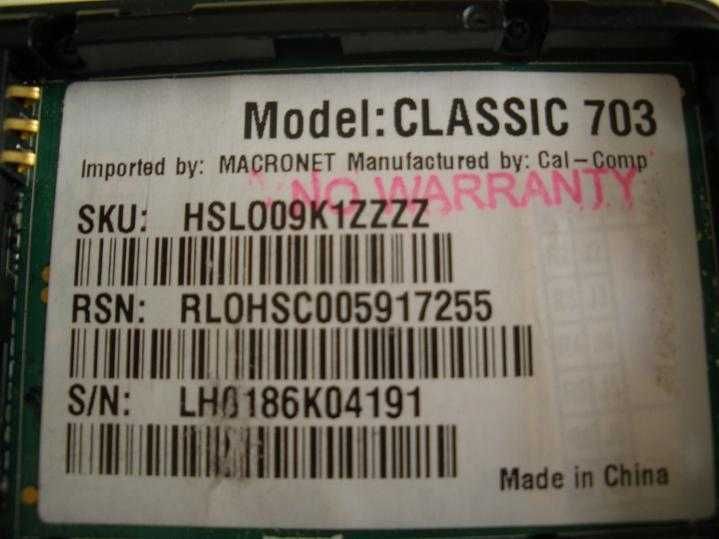 Model: CLASSIC 703
Imported by: MACRONET Manufactured by: Cal-Comp
NO WARRANTY
SKU: HSL009K1ZZZZ
RSN: RLOHSC005917255
S/N: LH0186K04191
Made in China